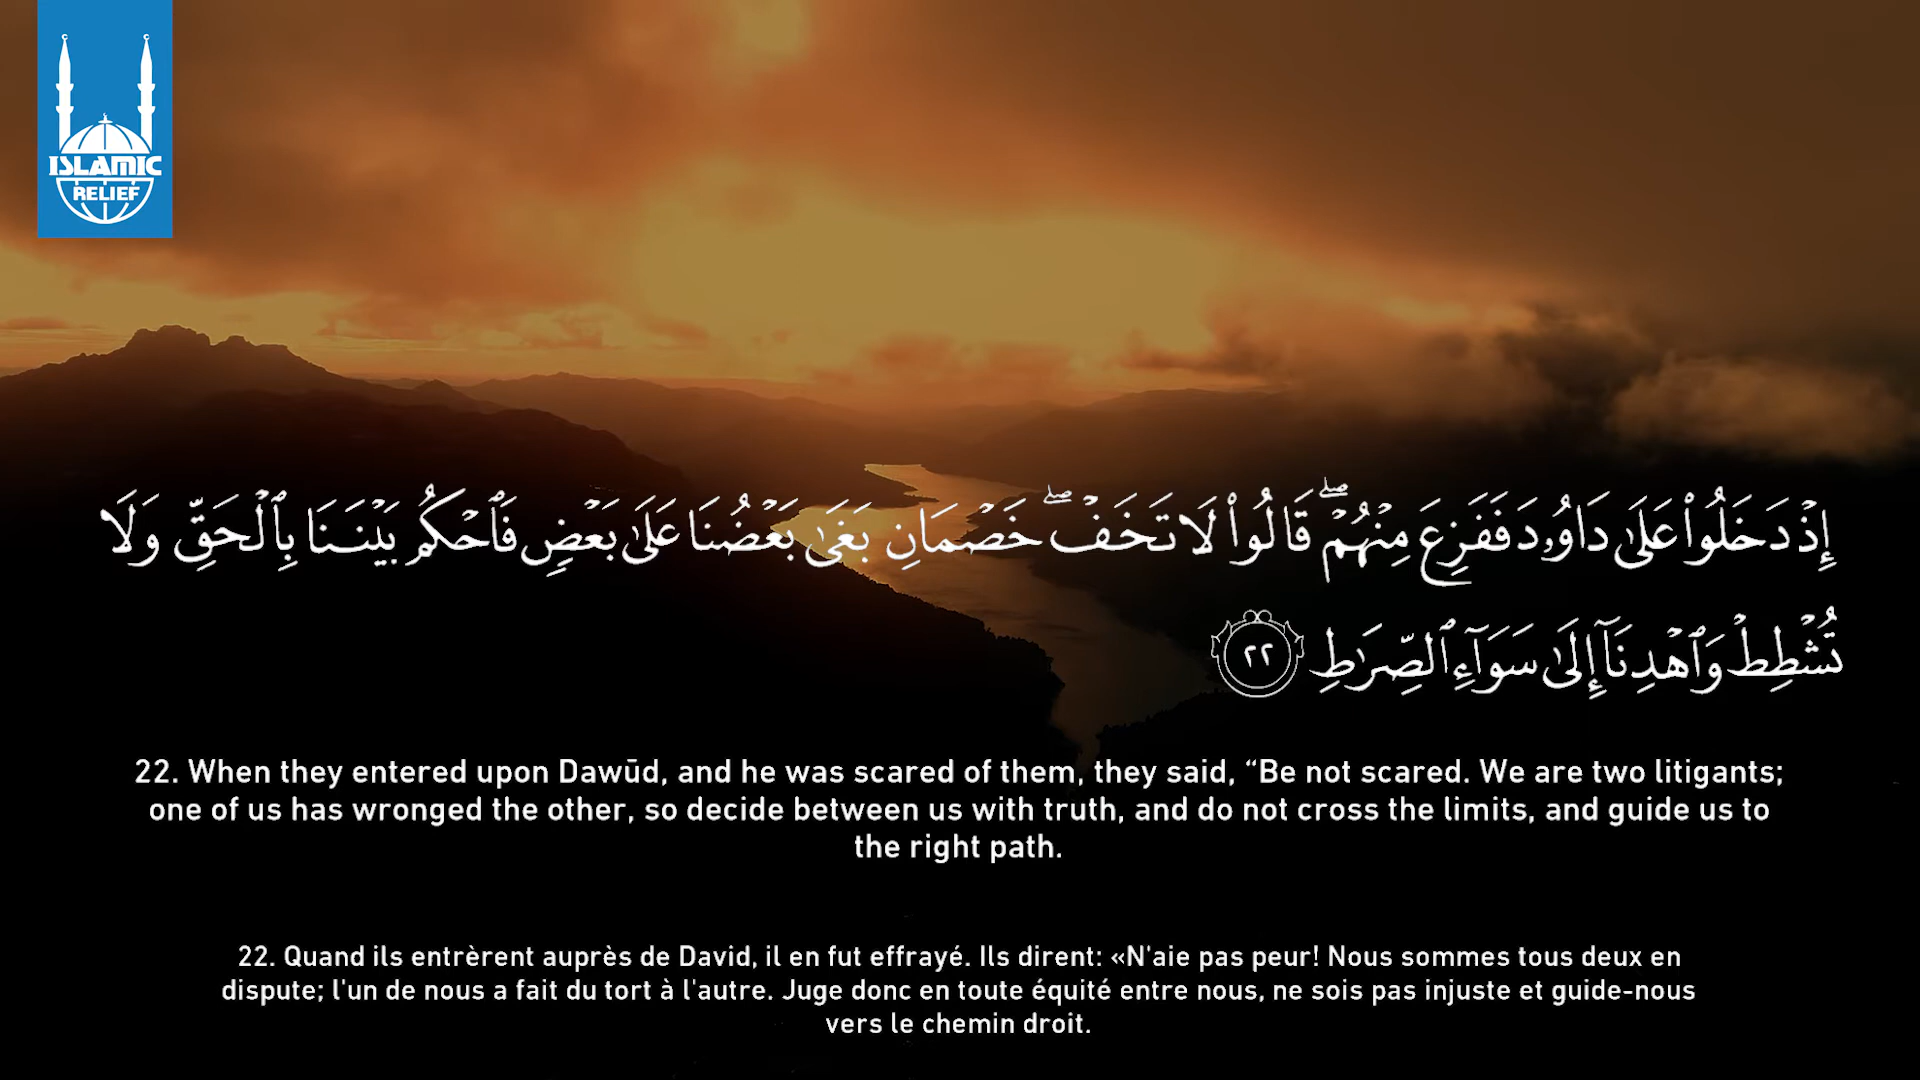 ISLAMIC
RELIEF
إِذْ دَخَلُوا۟ عَلَىٰ دَاوُۥدَ فَفَزِعَ مِنْهُمْ ۖ قَالُوا۟ لَا تَخَفْ ۖ خَصْمَانِ بَغَىٰ بَعْضُنَا عَلَىٰ بَعْضٍ فَٱحْكُم بَيْنَنَا بِٱلْحَقِّ وَلَا
تُشْطِطْ وَٱهْدِنَآ إِلَىٰ سَوَآءِ ٱلصِّرَٰطِ ٢٢
22. When they entered upon Dawūd, and he was scared of them, they said, “Be not scared. We are two litigants;
one of us has wronged the other, so decide between us with truth, and do not cross the limits, and guide us to
the right path.
22. Quand ils entrèrent auprès de David, il en fut effrayé. Ils dirent: «N'aie pas peur! Nous sommes tous deux en
dispute; l'un de nous a fait du tort à l'autre. Juge donc en toute équité entre nous, ne sois pas injuste et guide-nous
vers le chemin droit.